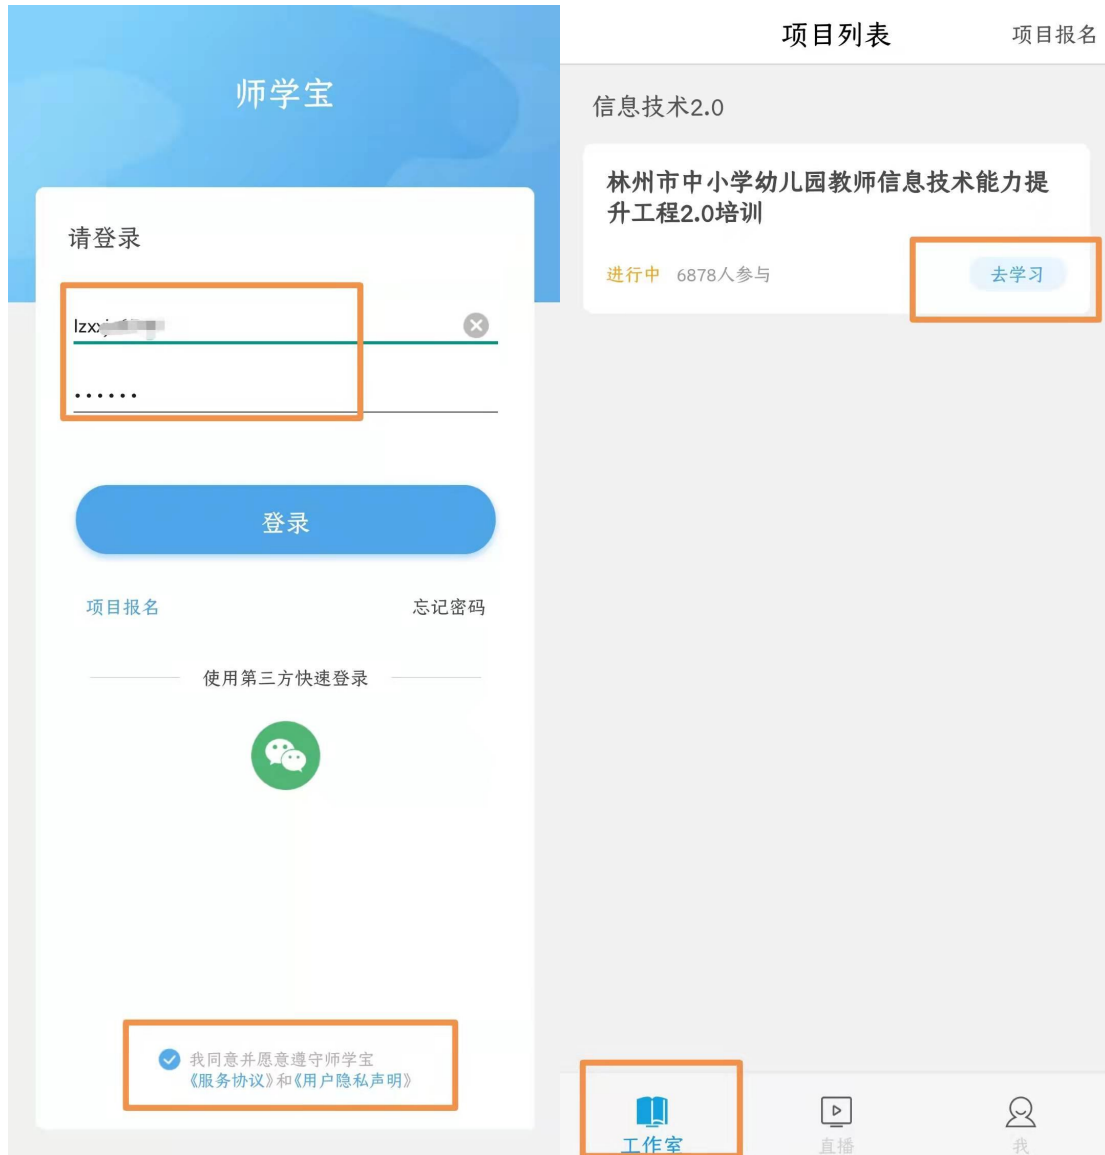 师学宝
请登录
lzxx
••••••
登录
项目报名
忘记密码
使用第三方快速登录
我同意并愿意遵守师学宝
《服务协议》和《用户隐私声明》
项目列表
项目报名
信息技术2.0
林州市中小学幼儿园教师信息技术能力提
升工程2.0培训
进行中 6878人参与
去学习
工作室
直播
我